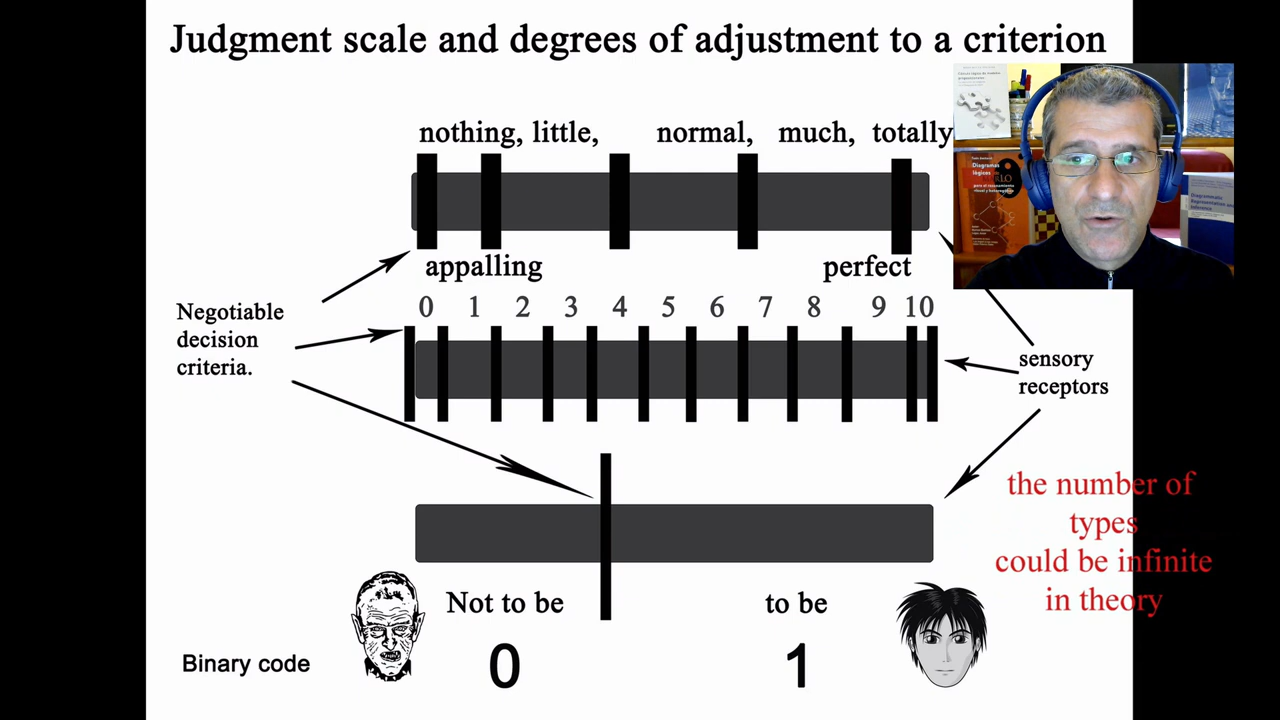 Judgment scale and degrees of adjustment to a criterion
nothing, little, normal, much, totally
appalling perfect
0 1 2 3 4 5 6 7 8 9 10
Negotiable
decision
criteria.
sensory
receptors
the number of
types
could be infinite
in theory
Not to be to be
Binary code 0 1
Diagramas
lógicos